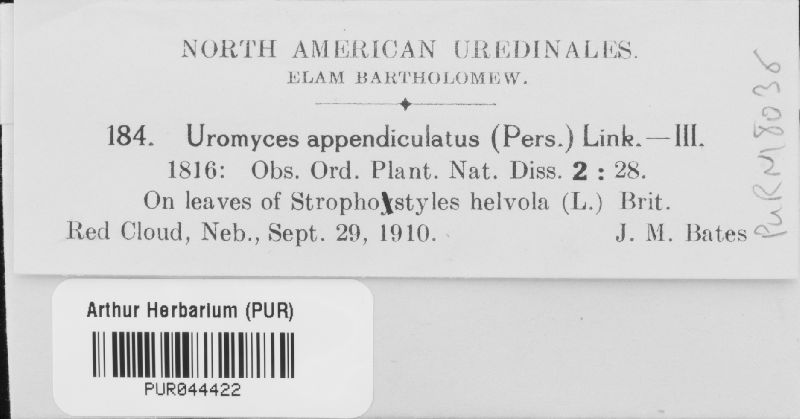 NORTH AMERICAN UREDINALES.
ELAM BARTHOLOMEW.
184. Uromyces appendiculatus (Pers.) Link.—III.
1816: Obs. Ord. Plant. Nat. Diss. 2 : 28.
On leaves of Strophostyles helvola (L.) Brit.
Red Cloud, Neb., Sept. 29, 1910. J. M. Bates
PURN18036
Arthur Herbarium (PUR)
PUR044422